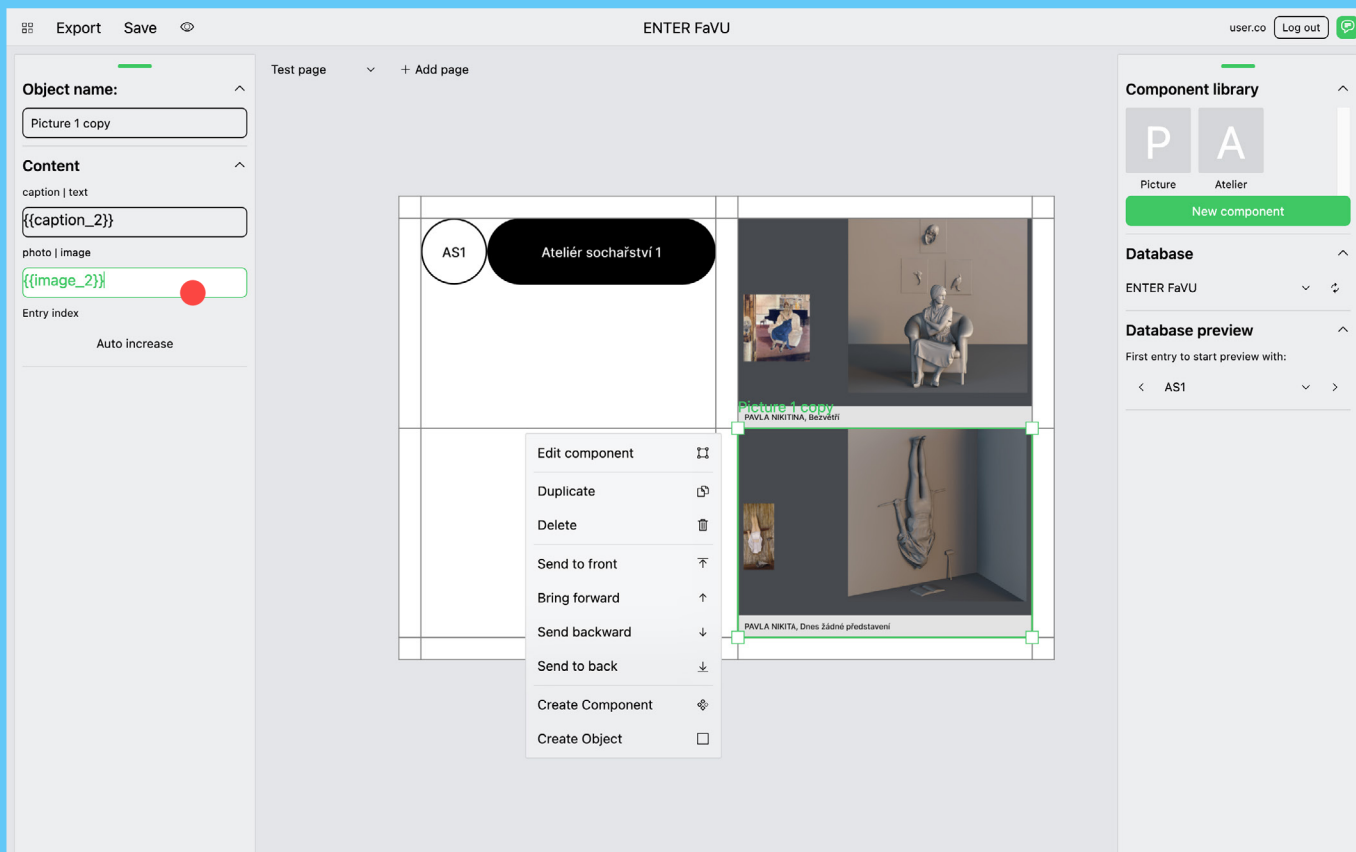 Export Save
ENTER FaVU
user.co Log out
Object name:
Picture 1 copy
Content
caption | text
{{caption_2}}
photo | image
{{image_2}}
Entry index
Auto increase
Test page + Add page
AS1 Ateliér sochařství 1
Picture 1 copy
PAVLA NIKITINA, Bezvětří
PAVLA NIKITA, Dnes žádné představení
Edit component
Duplicate
Delete
Send to front
Bring forward
Send backward
Send to back
Create Component
Create Object
Component library
P A
Picture Atelier
New component
Database
ENTER FaVU
Database preview
First entry to start preview with:
AS1